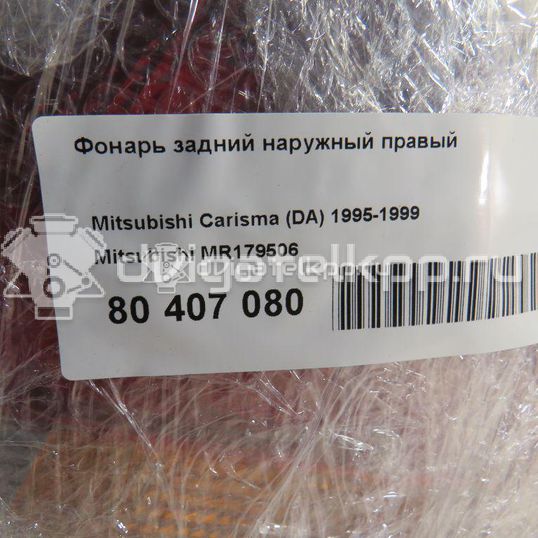 Фонарь задний наружный правый
Mitsubishi Carisma (DA) 1995-1999
Mitsubishi MR179506
80 407 080